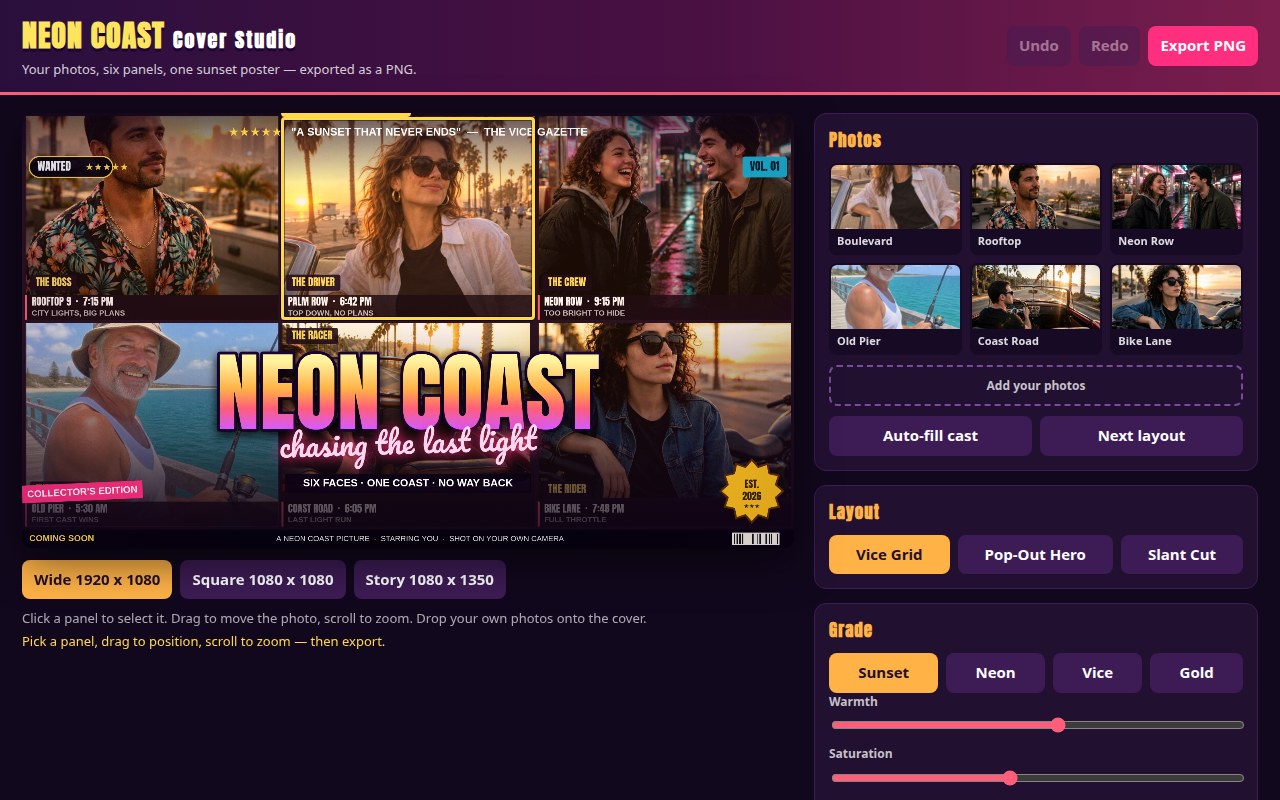 NEON COAST Cover Studio
Your photos, six panels, one sunset poster — exported as a PNG.
Undo
Redo
Export PNG
★★★★★ "A SUNSET THAT NEVER ENDS" — THE VICE GAZETTE
WANTED ★★★★★
VOL. 01
THE BOSS
ROOFTOP 9 · 7:15 PM
CITY LIGHTS, BIG PLANS
THE DRIVER
PALM ROW · 6:42 PM
TOP DOWN, NO PLANS
THE CREW
NEON ROW · 9:15 PM
TOO BRIGHT TO HIDE
THE RACER
NEON COAST
chasing the last light
SIX FACES · ONE COAST · NO WAY BACK
THE RIDER
COLLECTOR'S EDITION
EST.
2026
★★★
OLD PIER · 5:30 AM
FIRST CAST WINS
COAST ROAD · 6:05 PM
LAST LIGHT RUN
BIKE LANE · 7:48 PM
FULL THROTTLE
COMING SOON
A NEON COAST PICTURE · STARRING YOU · SHOT ON YOUR OWN CAMERA
Wide 1920 x 1080
Square 1080 x 1080
Story 1080 x 1350
Click a panel to select it. Drag to move the photo, scroll to zoom. Drop your own photos onto the cover.
Pick a panel, drag to position, scroll to zoom — then export.
Photos
Boulevard
Rooftop
Neon Row
Old Pier
Coast Road
Bike Lane
Add your photos
Auto-fill cast
Next layout
Layout
Vice Grid
Pop-Out Hero
Slant Cut
Grade
Sunset
Neon
Vice
Gold
Warmth
Saturation